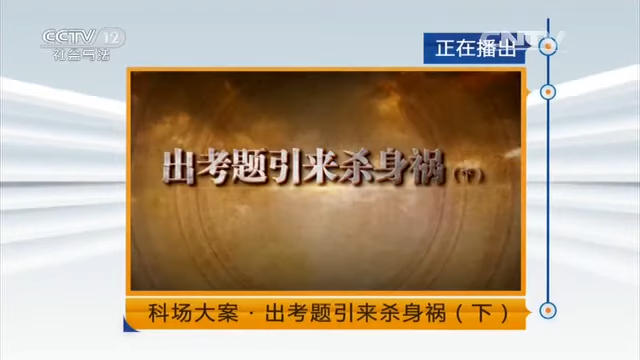 CCTV 12
社会与法
CNTV
正在播出
出考题引来杀身祸(下)
科场大案·出考题引来杀身祸(下)